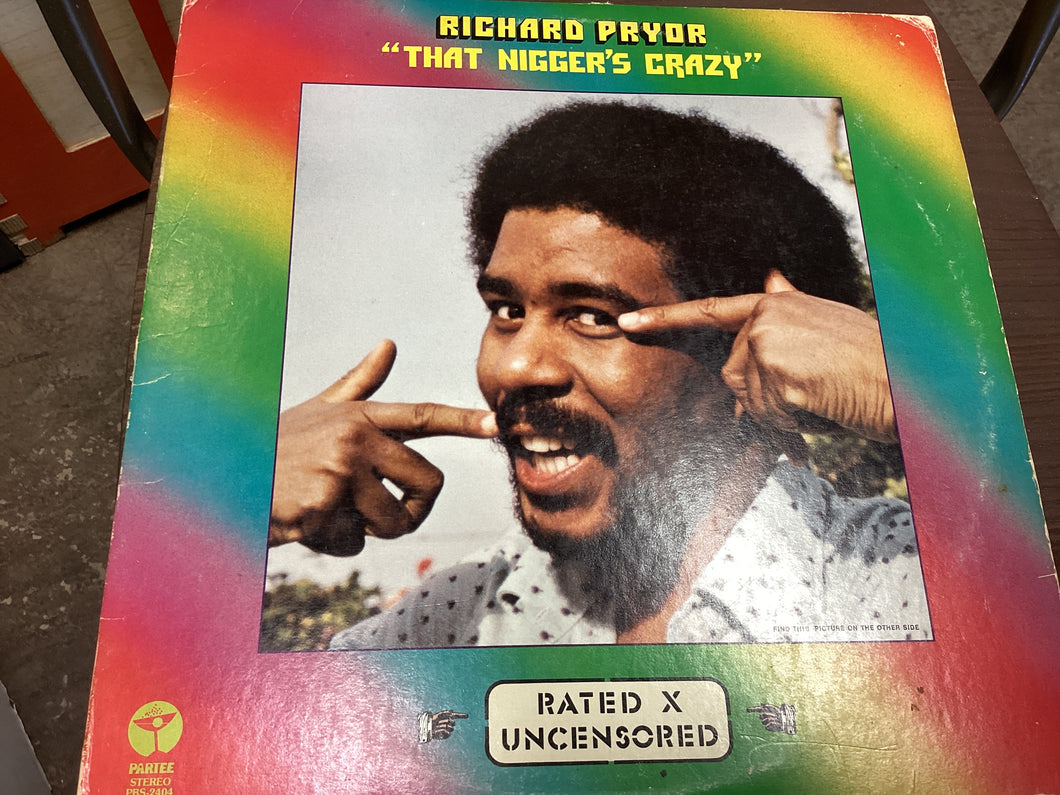 RICHARD PRYOR
"THAT NIGGER'S CRAZY"
FIND THIS PICTURE ON THE OTHER SIDE
RATED X
UNCENSORED
PARTEE
STEREO
PBS-2404